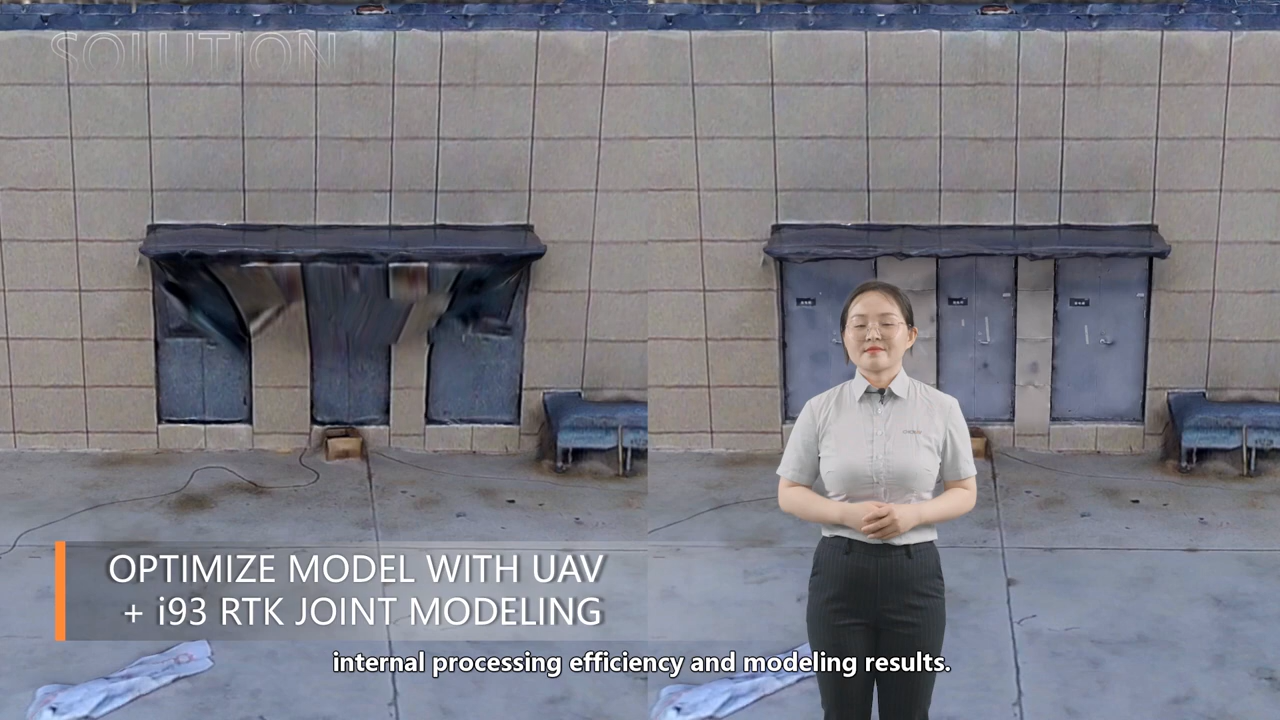 SOLUTION
OPTIMIZE MODEL WITH UAV
+ i93 RTK JOINT MODELING
internal processing efficiency and modeling results.